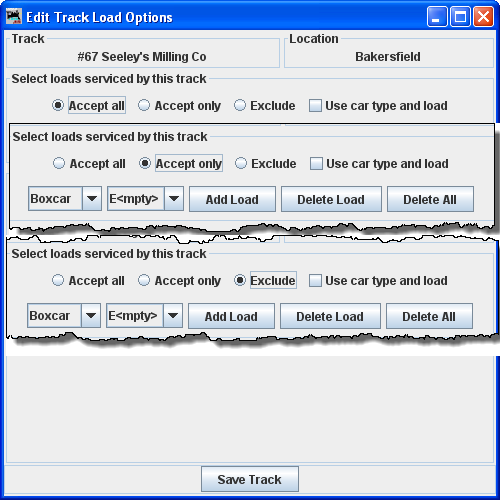 Edit Track Load Options
Track Location
#67 Seeley's Milling Co Bakersfield
Select loads serviced by this track
Accept all Accept only Exclude Use car type and load
Select loads serviced by this track
Accept all Accept only Exclude Use car type and load
Boxcar E<mpty> Add Load Delete Load Delete All
Select loads serviced by this track
Accept all Accept only Exclude Use car type and load
Boxcar E<mpty> Add Load Delete Load Delete All
Save Track